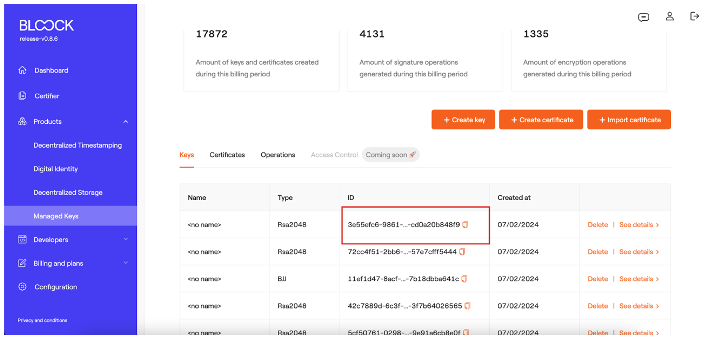 BLOOCK
release-v0.8.6
Dashboard
Certifier
Products
Decentralized Timestamping
Digital Identity
Decentralized Storage
Managed Keys
Developers
Billing and plans
Configuration
Privacy and conditions
17872 4131 1335
Amount of keys and certificates created during this billing period
Amount of signature operations generated during this billing period
Amount of encryption operations generated during this billing period
+ Create key + Create certificate + Import certificate
Keys Certificates Operations Access Control Coming soon 🚀
Name Type ID Created at
<no name> Rsa2048 3e55efc6-9861-...-cd0a20b848f9 07/02/2024 Delete | See details >
<no name> Rsa2048 72cc4f51-2bb6-...-57e7cfff5444 07/02/2024 Delete | See details >
<no name> BJJ 11ef1d47-8acf-...-7b18dbba641c 07/02/2024 Delete | See details >
<no name> Rsa2048 42c7889d-6c3f-...-3f7b64026565 07/02/2024 Delete | See details >
<no name> Rsa2048 5cf50761-0298-...-9e91a6cb8e0f 07/02/2024 Delete | See details >